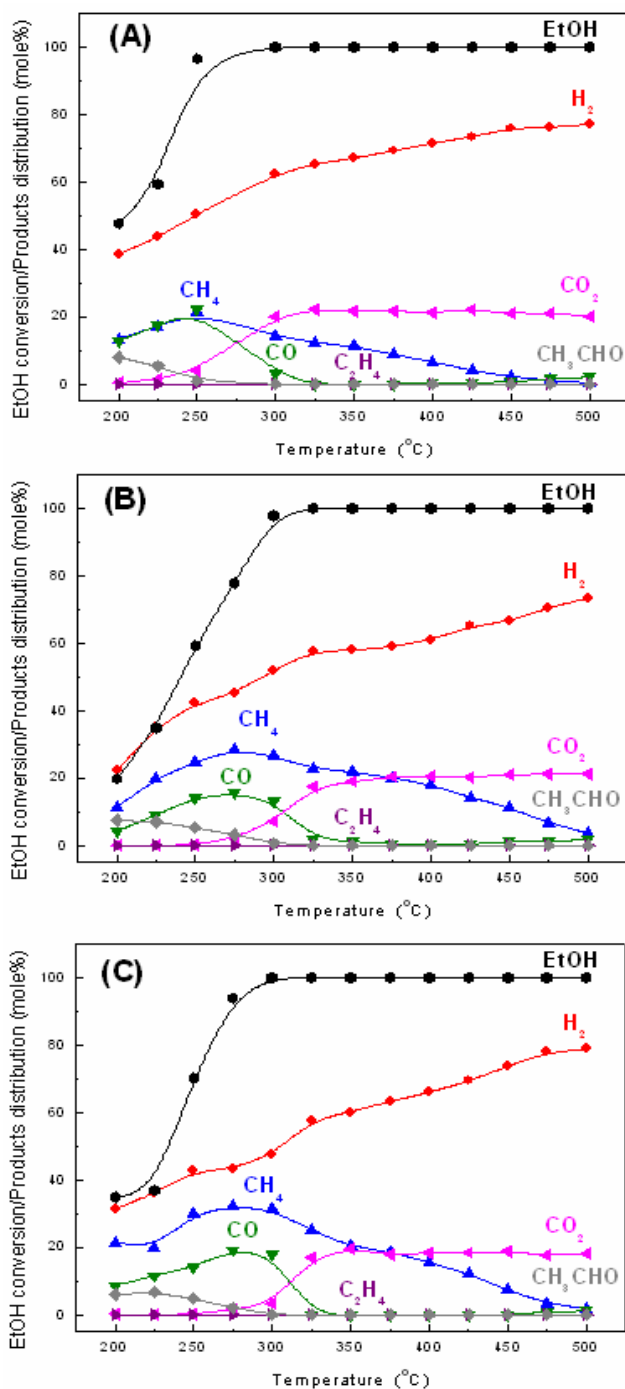 (A)
EtOH
H2
CH4
CO2
CO
C2H4
CH3CHO
100
80
60
40
20
0
200 250 300 350 400 450 500
Temperature (°C)
EtOH conversion/Products distribution (mole%)
(B)
EtOH
H2
CH4
CO2
CO
C2H4
CH3CHO
100
80
60
40
20
0
200 250 300 350 400 450 500
Temperature (°C)
EtOH conversion/Products distribution (mole%)
(C)
EtOH
H2
CH4
CO
CO2
C2H4
CH3CHO
100
80
60
40
20
0
200 250 300 350 400 450 500
Temperature (°C)
EtOH conversion/Products distribution (mole%)